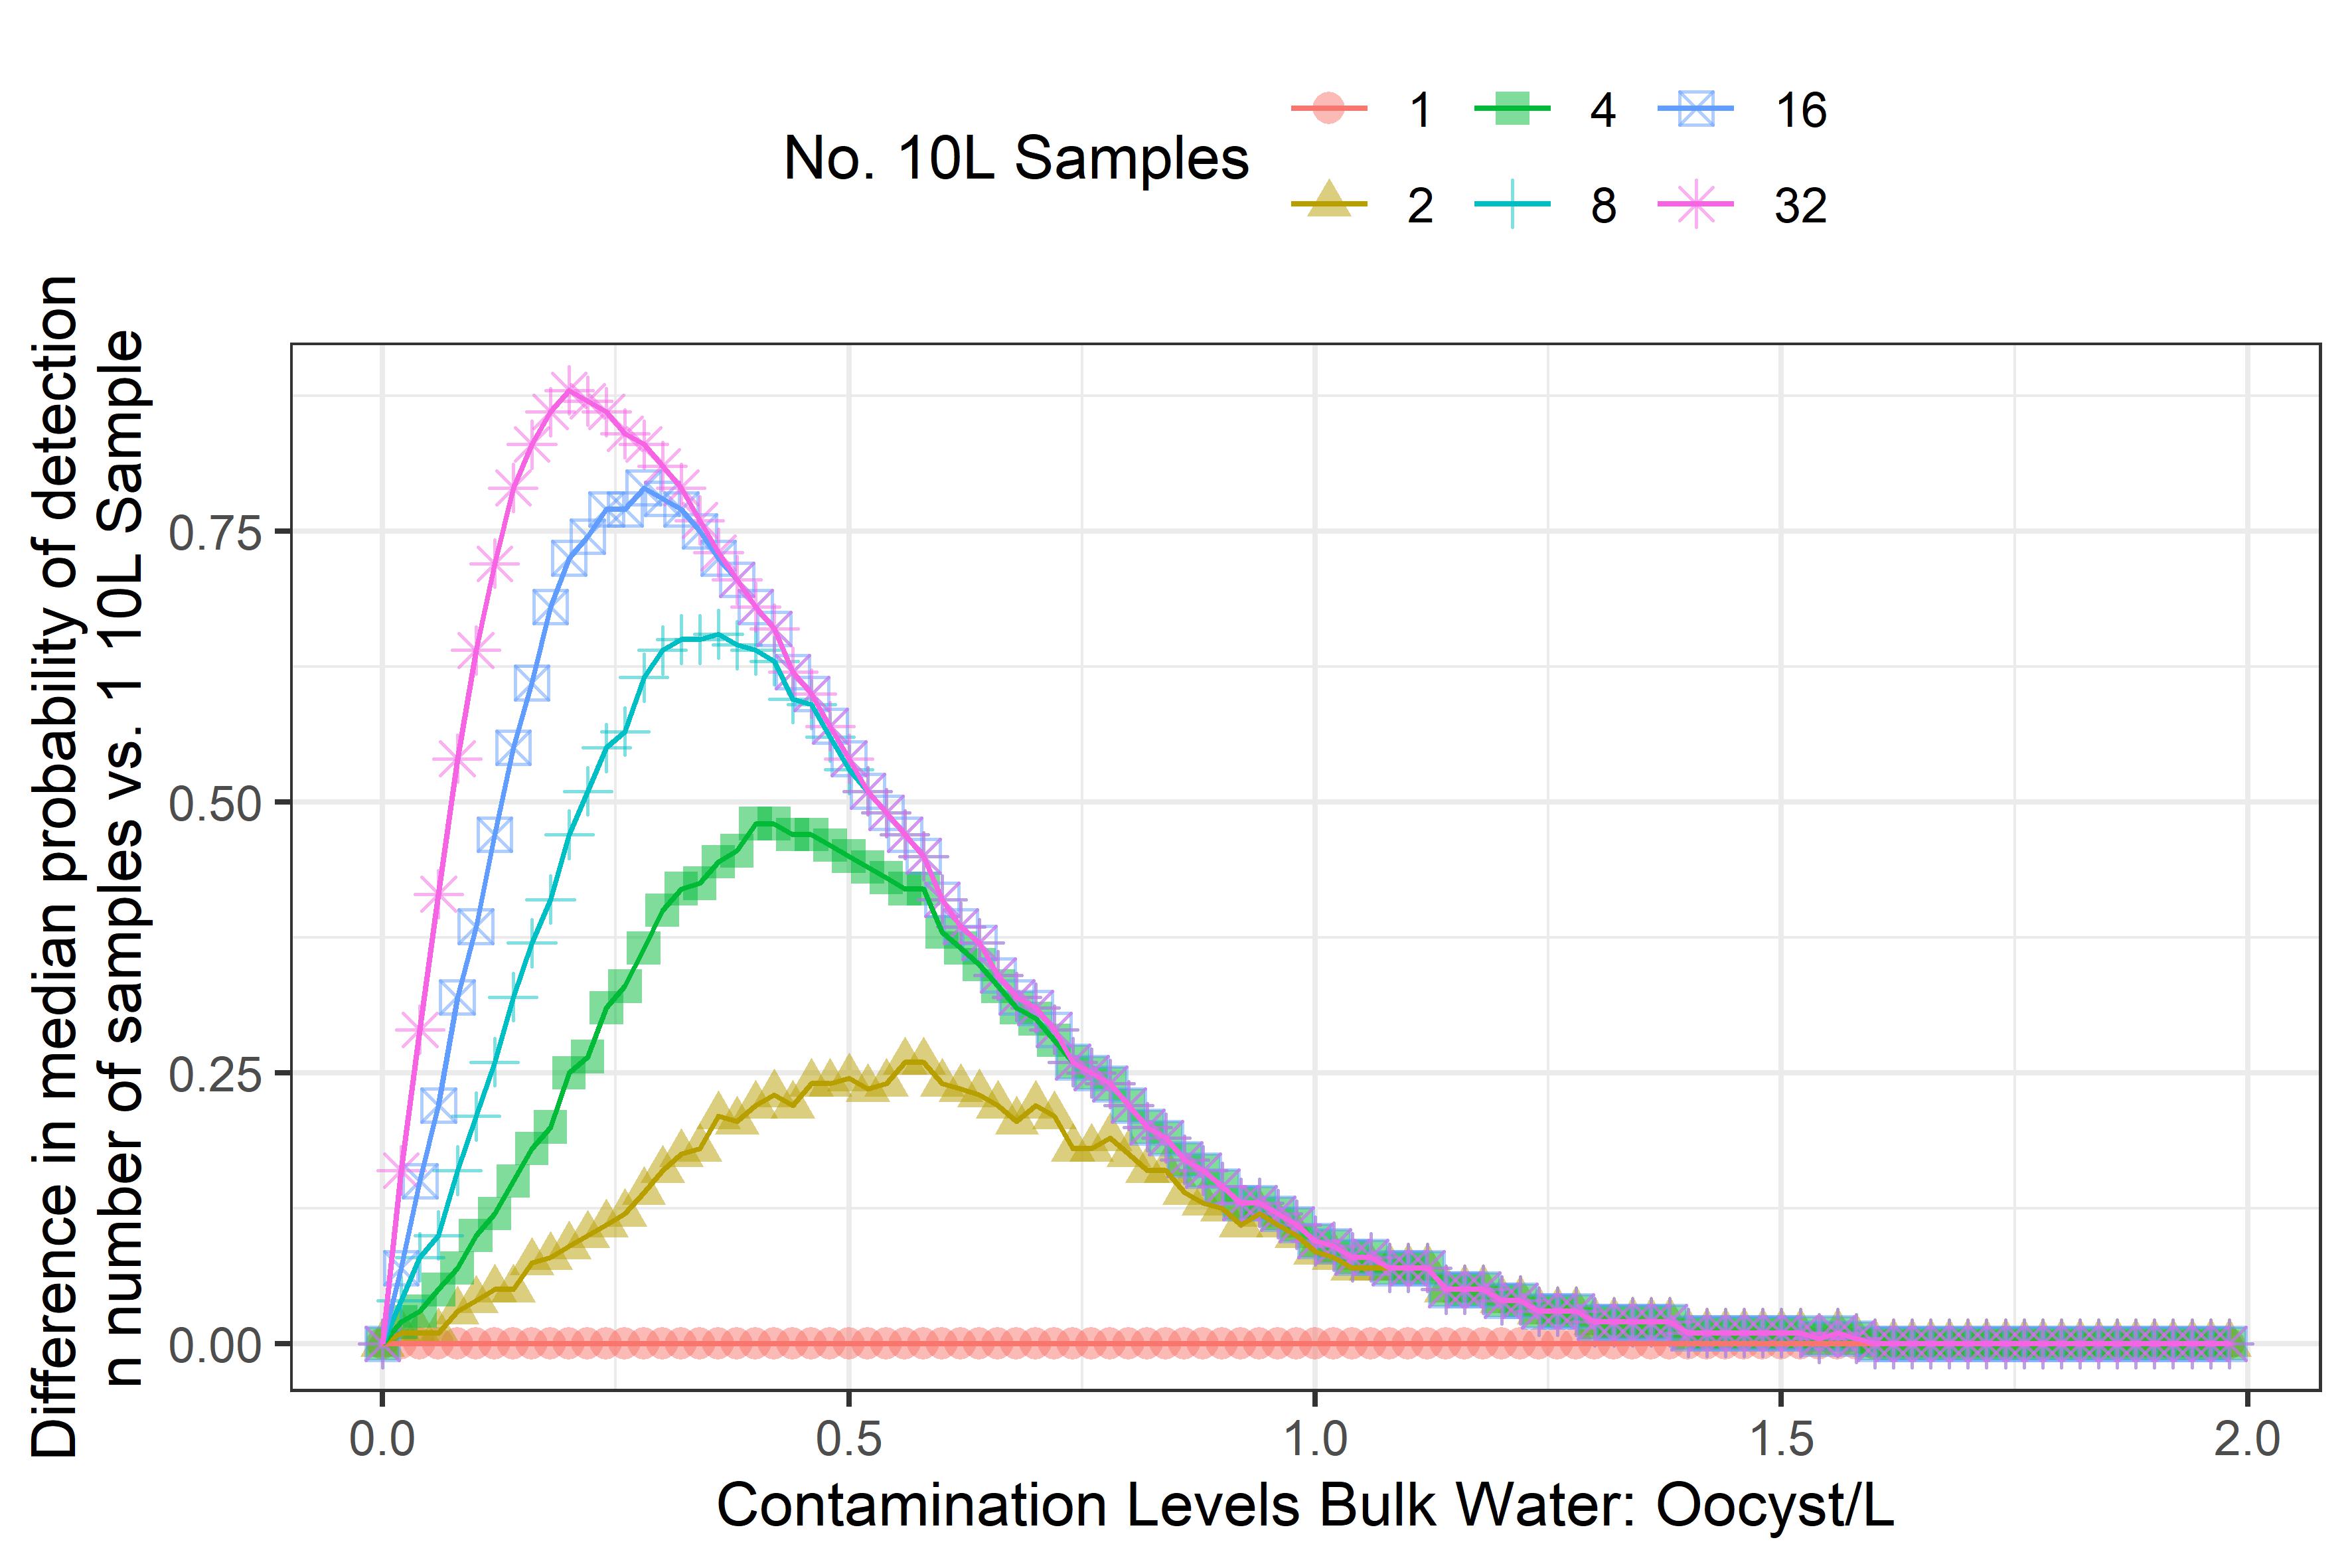 No. 10L Samples
1 4 16
2 8 32
Difference in median probability of detection
n number of samples vs. 1 10L Sample
0.75
0.50
0.25
0.00
0.0 0.5 1.0 1.5 2.0
Contamination Levels Bulk Water: Oocyst/L